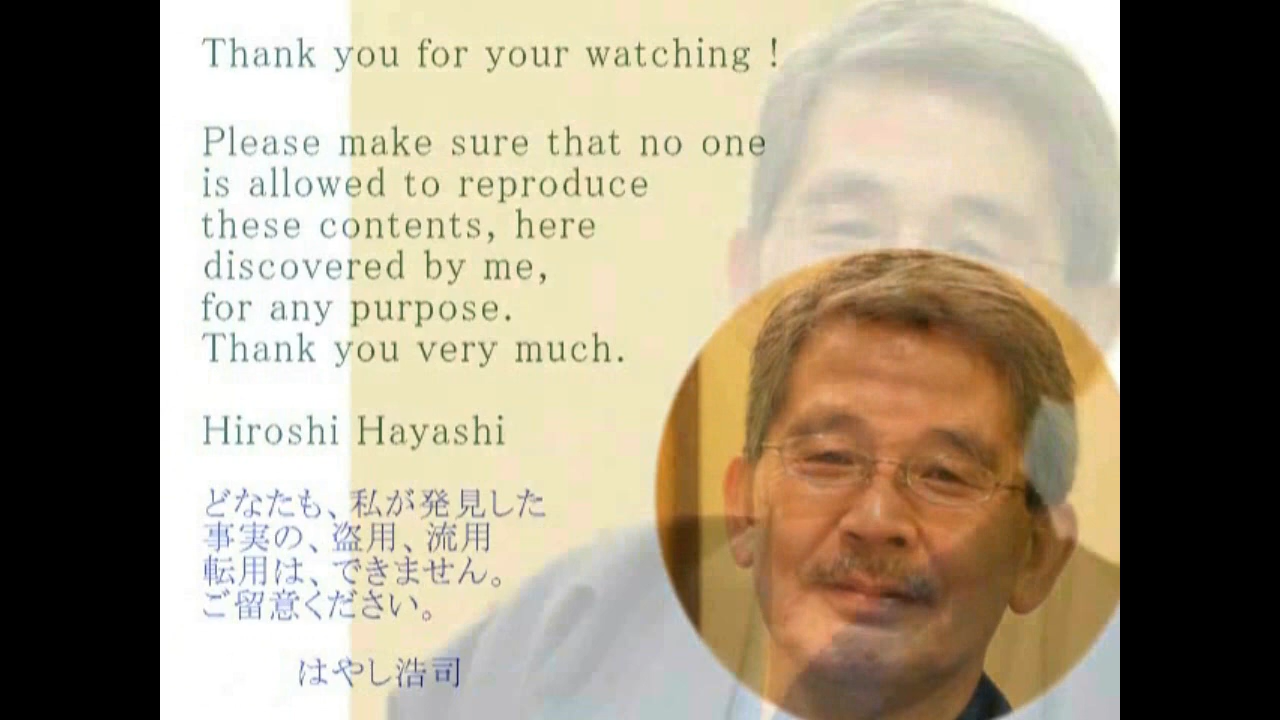 Thank you for your watching !
Please make sure that no one
is allowed to reproduce
these contents, here
discovered by me,
for any purpose.
Thank you very much.
Hiroshi Hayashi
どなたも、私が発見した
事実の、盗用、流用
転用は、できません。
ご留意ください。
はやし浩司